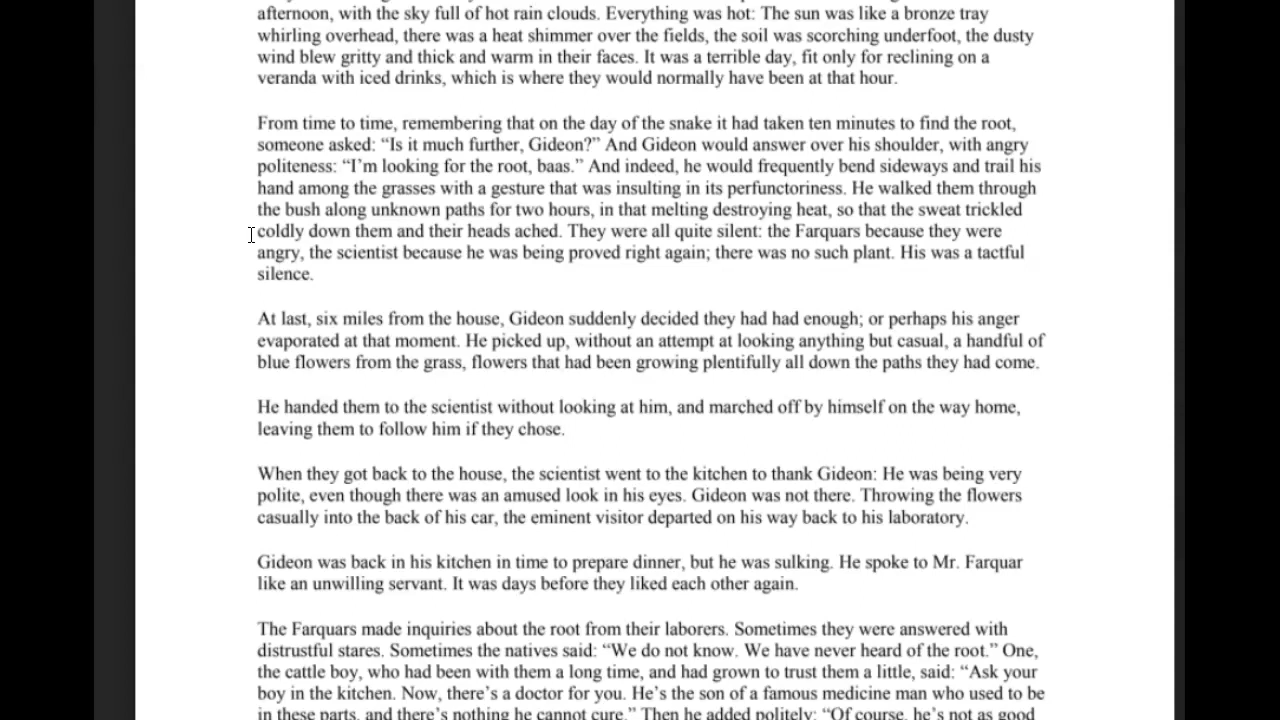 afternoon, with the sky full of hot rain clouds. Everything was hot: The sun was like a bronze tray
whirling overhead, there was a heat shimmer over the fields, the soil was scorching underfoot, the dusty
wind blew gritty and thick and warm in their faces. It was a terrible day, fit only for reclining on a
veranda with iced drinks, which is where they would normally have been at that hour.
From time to time, remembering that on the day of the snake it had taken ten minutes to find the root,
someone asked: “Is it much further, Gideon?” And Gideon would answer over his shoulder, with angry
politeness: “I’m looking for the root, baas.” And indeed, he would frequently bend sideways and trail his
hand among the grasses with a gesture that was insulting in its perfunctoriness. He walked them through
the bush along unknown paths for two hours, in that melting destroying heat, so that the sweat trickled
coldly down them and their heads ached. They were all quite silent: the Farquars because they were
angry, the scientist because he was being proved right again; there was no such plant. His was a tactful
silence.
At last, six miles from the house, Gideon suddenly decided they had had enough; or perhaps his anger
evaporated at that moment. He picked up, without an attempt at looking anything but casual, a handful of
blue flowers from the grass, flowers that had been growing plentifully all down the paths they had come.
He handed them to the scientist without looking at him, and marched off by himself on the way home,
leaving them to follow him if they chose.
When they got back to the house, the scientist went to the kitchen to thank Gideon: He was being very
polite, even though there was an amused look in his eyes. Gideon was not there. Throwing the flowers
casually into the back of his car, the eminent visitor departed on his way back to his laboratory.
Gideon was back in his kitchen in time to prepare dinner, but he was sulking. He spoke to Mr. Farquar
like an unwilling servant. It was days before they liked each other again.
The Farquars made inquiries about the root from their laborers. Sometimes they were answered with
distrustful stares. Sometimes the natives said: “We do not know. We have never heard of the root.” One,
the cattle boy, who had been with them a long time, and had grown to trust them a little, said: “Ask your
boy in the kitchen. Now, there’s a doctor for you. He’s the son of a famous medicine man who used to be
in these parts, and there’s nothing he cannot cure.” Then he added politely: “Of course, he’s not as good